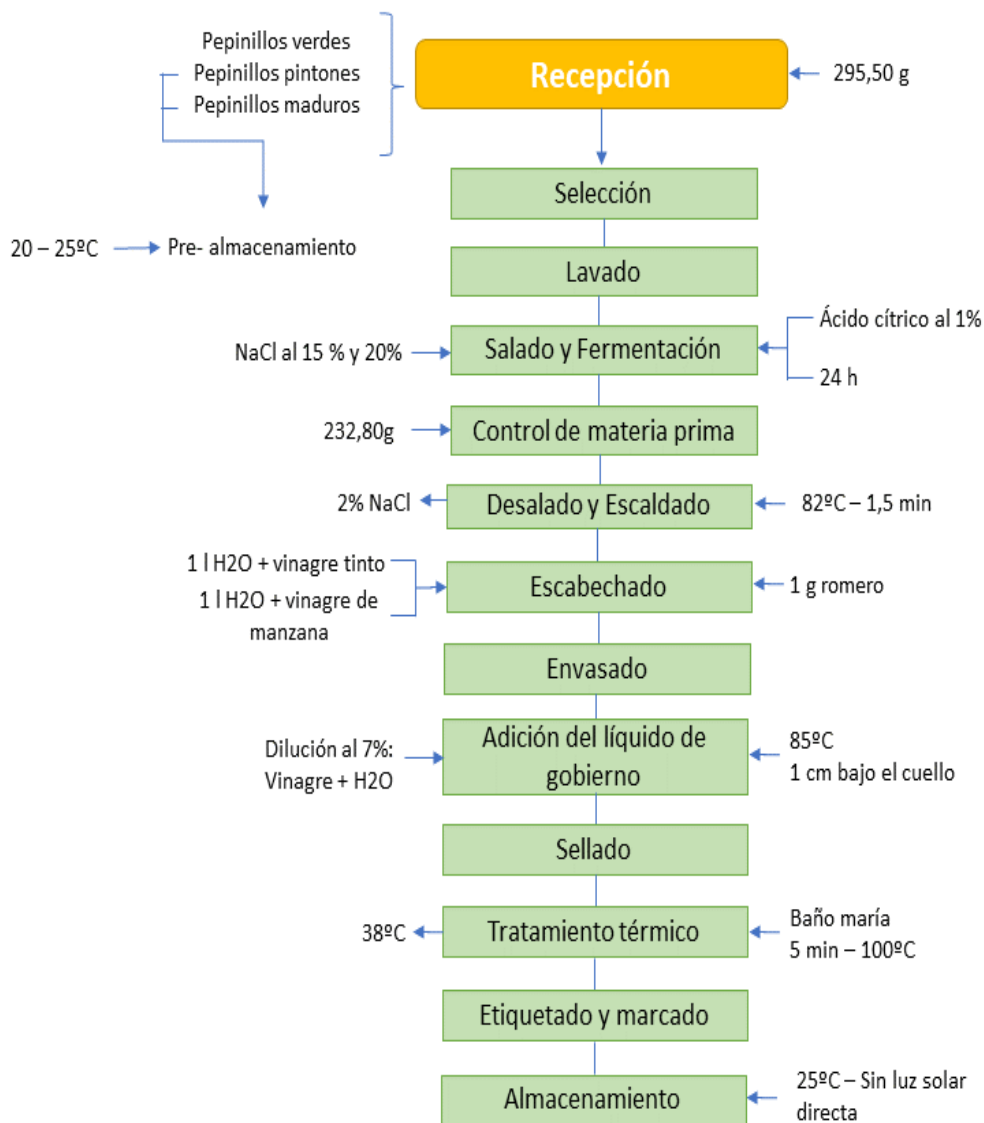 Pepinillos verdes
Pepinillos pintones
Pepinillos maduros
Recepción
295,50 g
Selección
20 – 25ºC
Pre- almacenamiento
Lavado
NaCl al 15 % y 20%
Salado y Fermentación
Ácido cítrico al 1%
24 h
232,80g
Control de materia prima
2% NaCl
Desalado y Escaldado
82ºC – 1,5 min
1 l H2O + vinagre tinto
1 l H2O + vinagre de
manzana
Escabechado
1 g romero
Envasado
Dilución al 7%:
Vinagre + H2O
Adición del líquido de
gobierno
85ºC
1 cm bajo el cuello
Sellado
38ºC
Tratamiento térmico
Baño maría
5 min – 100ºC
Etiquetado y marcado
Almacenamiento
25ºC – Sin luz solar
directa